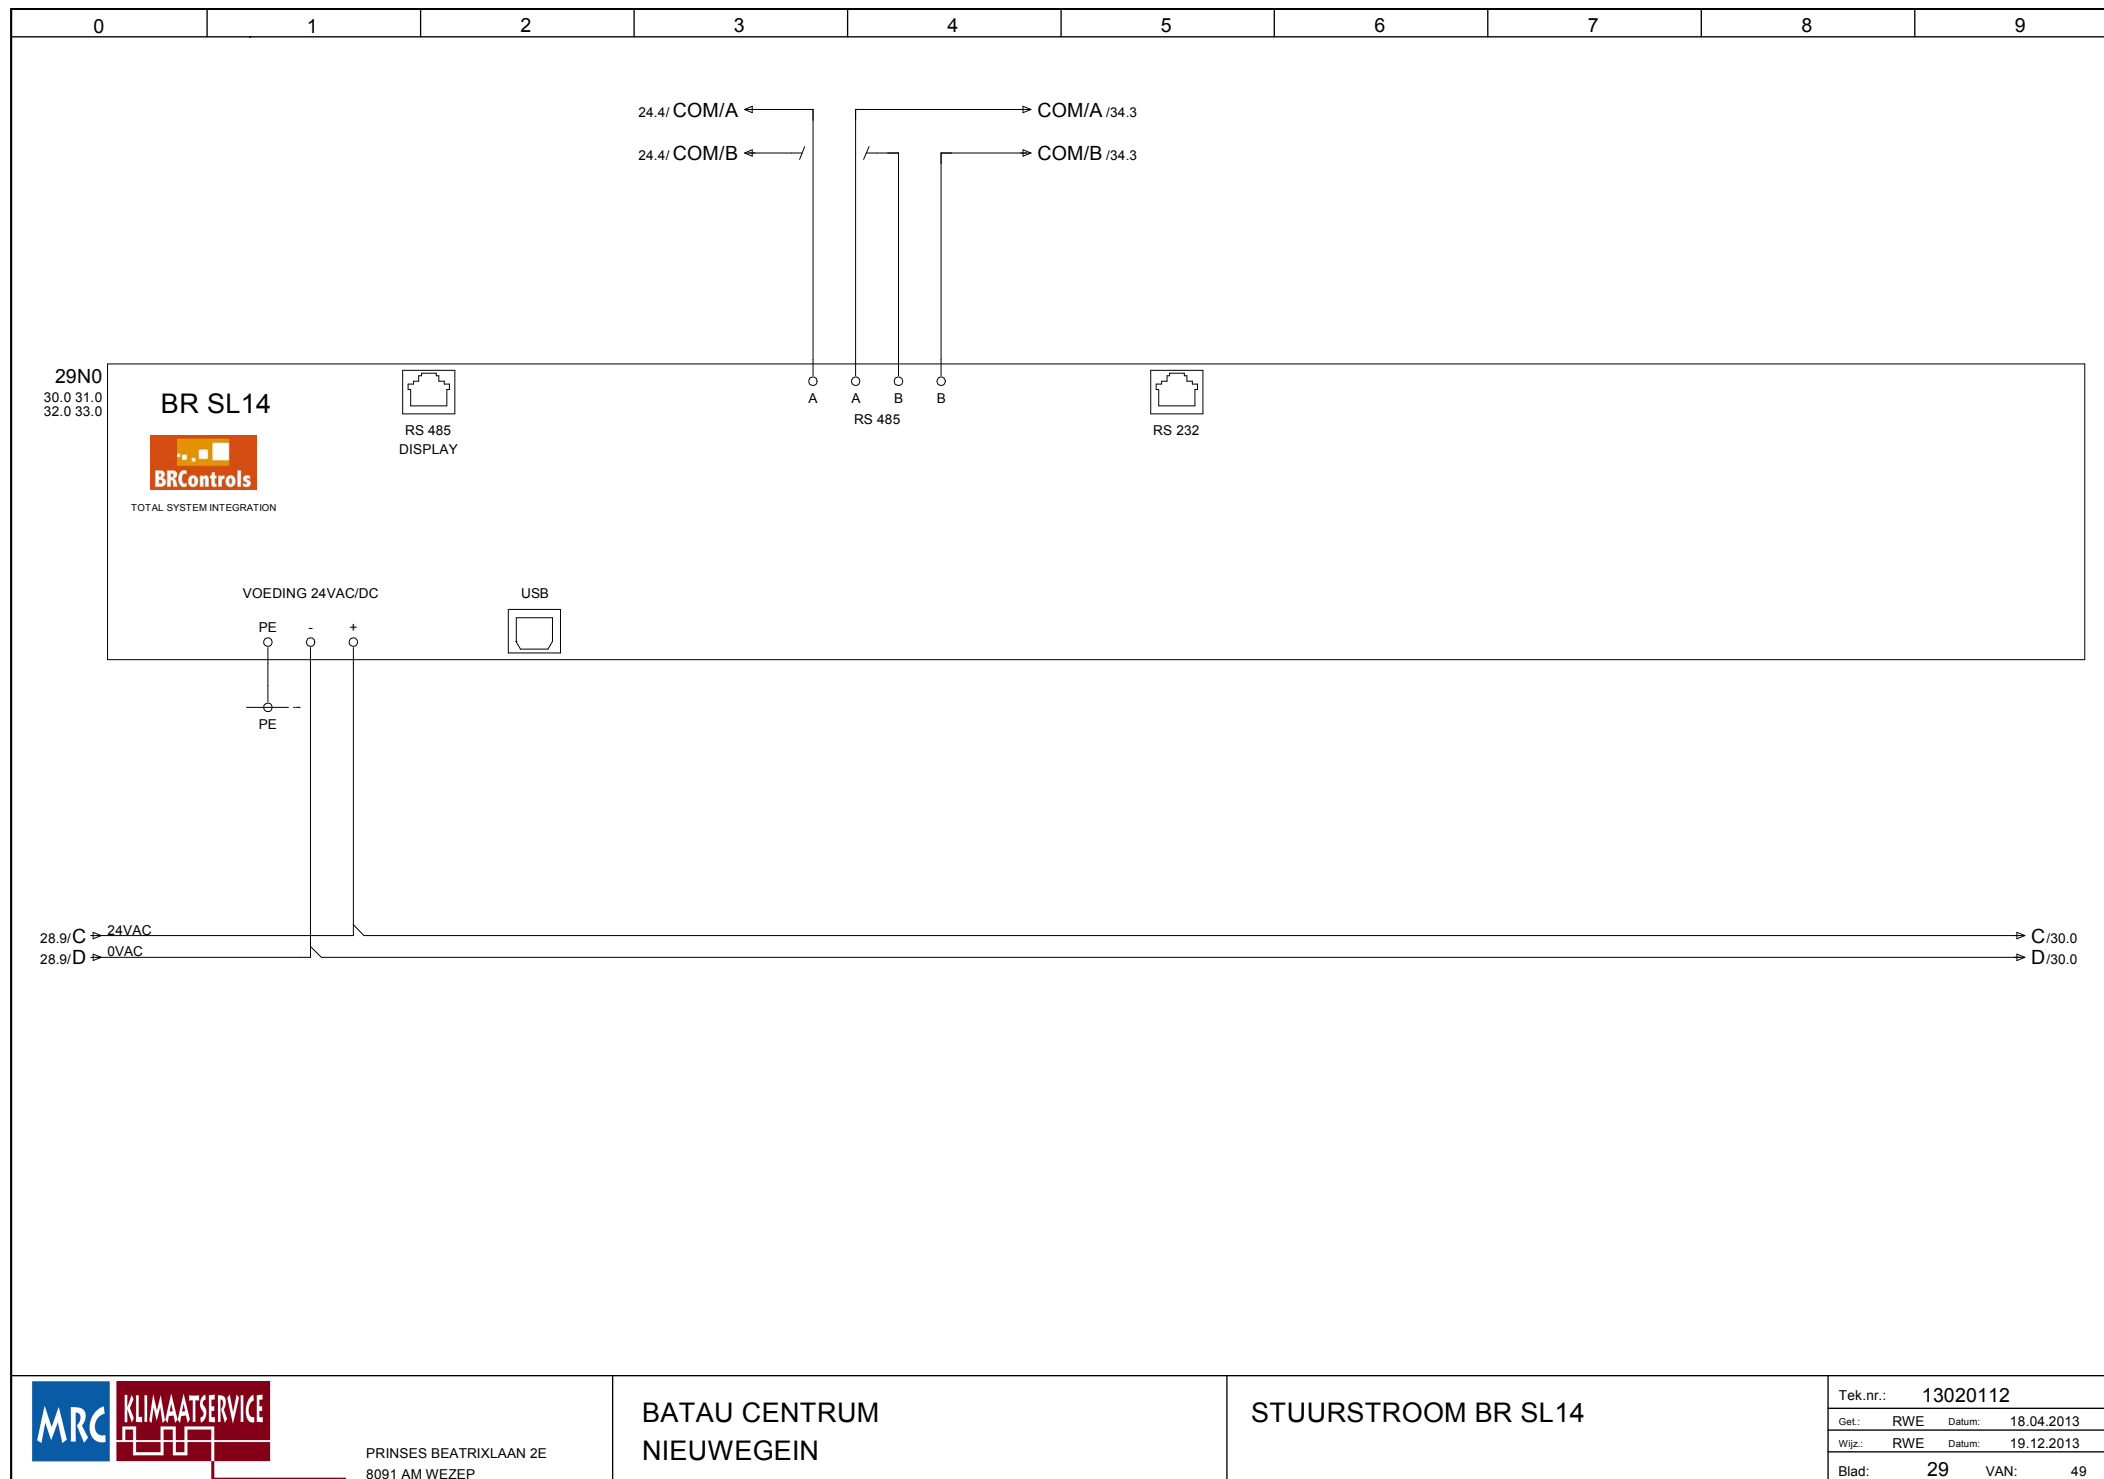 0 1 2 3 4 5 6 7 8 9
24.4/ COM/A COM/A /34.3
24.4/ COM/B COM/B /34.3
29N0
30.0 31.0
32.0 33.0
BR SL14
BRControls
TOTAL SYSTEM INTEGRATION
RS 485
DISPLAY
A A B B
RS 485
RS 232
VOEDING 24VAC/DC
PE - +
USB
PE
28.9/C 24VAC C/30.0
28.9/D 0VAC D/30.0
MRC KLIMAATSERVICE
PRINSES BEATRIXLAAN 2E
8091 AM WEZEP
BATAU CENTRUM
NIEUWEGEIN
STUURSTROOM BR SL14
Tek.nr.: 13020112
Get.: RWE Datum: 18.04.2013
Wijz.: RWE Datum: 19.12.2013
Blad: 29 VAN: 49